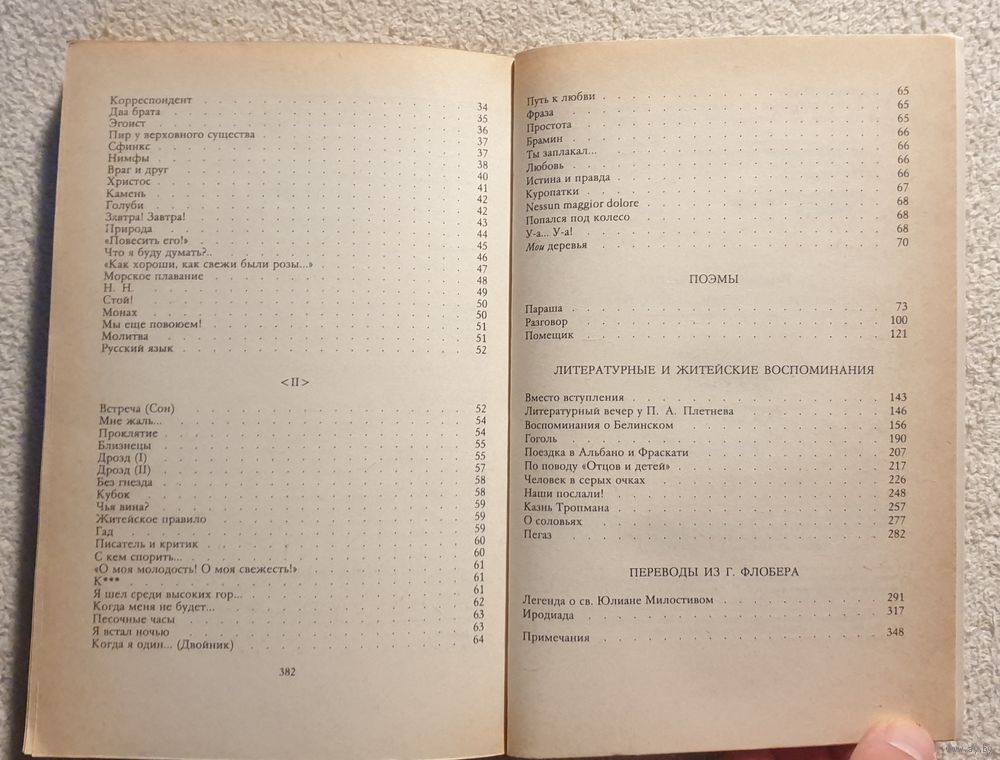 Корреспондент 34
Два брата 35
Эгоист 36
Пир у верховного существа 37
Сфинкс 37
Нимфы 38
Враг и друг 40
Христос 41
Камень 42
Голуби 42
Завтра! Завтра! 43
Природа 44
«Повесить его!» 45
Что я буду думать?.. 46
«Как хороши, как свежи были розы...» 47
Морское плавание 48
Н. Н. 49
Стой! 50
Монах 50
Мы еще повоюем! 51
Молитва 51
Русский язык 52
<II>
Встреча (Сон) 52
Мне жаль... 54
Проклятие 54
Близнецы 55
Дрозд (I) 55
Дрозд (II) 57
Без гнезда 58
Кубок 58
Чья вина? 59
Житейское правило 59
Гад 59
Писатель и критик 60
С кем спорить... 60
«О моя молодость! О моя свежесть!» 61
К*** 61
Я шел среди высоких гор... 61
Когда меня не будет... 62
Песочные часы 63
Я встал ночью 63
Когда я один... (Двойник) 64
382
Путь к любви 65
Фраза 65
Простота 65
Брамин 66
Ты заплакал... 66
Любовь 66
Истина и правда 66
Куропатки 67
Nessun maggior dolore 68
Попался под колесо 68
У-а... У-а! 68
Мои деревья 70
ПОЭМЫ
Параша 73
Разговор 100
Помещик 121
ЛИТЕРАТУРНЫЕ И ЖИТЕЙСКИЕ ВОСПОМИНАНИЯ
Вместо вступления 143
Литературный вечер у П. А. Плетнева 146
Воспоминания о Белинском 156
Гоголь 190
Поездка в Альбано и Фраскати 207
По поводу «Отцов и детей» 217
Человек в серых очках 226
Наши послали! 248
Казнь Тропмана 257
О соловьях 277
Пегаз 282
ПЕРЕВОДЫ ИЗ Г. ФЛОБЕРА
Легенда о св. Юлиане Милостивом 291
Иродиада 317
Примечания 348
www.ay.by